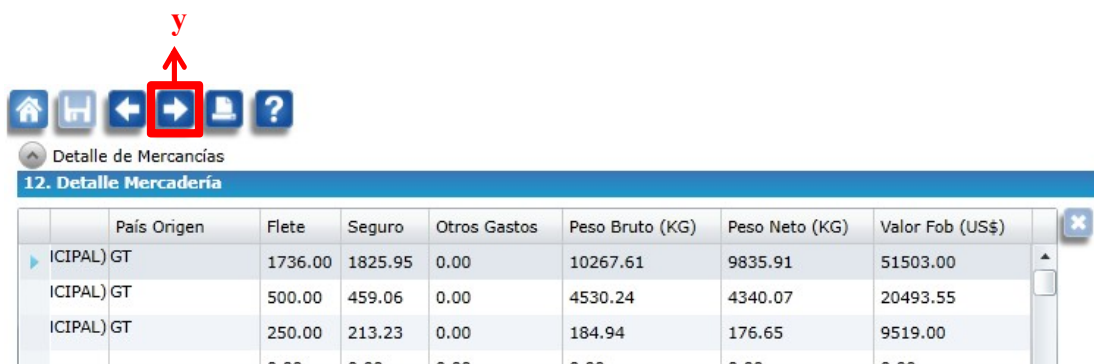 y
?
Detalle de Mercancías
12. Detalle Mercadería
País Origen Flete Seguro Otros Gastos Peso Bruto (KG) Peso Neto (KG) Valor Fob (US$)
ICIPAL) GT 1736.00 1825.95 0.00 10267.61 9835.91 51503.00
ICIPAL) GT 500.00 459.06 0.00 4530.24 4340.07 20493.55
ICIPAL) GT 250.00 213.23 0.00 184.94 176.65 9519.00